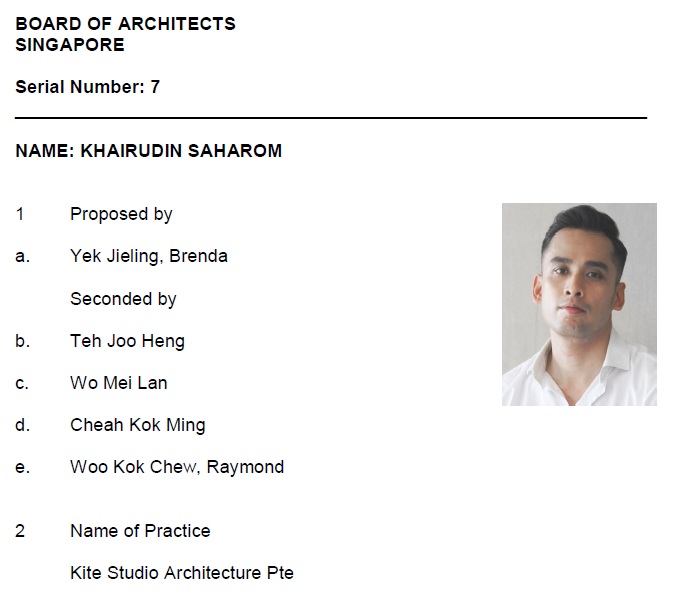 BOARD OF ARCHITECTS
SINGAPORE
Serial Number: 7
NAME: KHAIRUDIN SAHAROM
1 Proposed by
a. Yek Jieling, Brenda
Seconded by
b. Teh Joo Heng
c. Wo Mei Lan
d. Cheah Kok Ming
e. Woo Kok Chew, Raymond
2 Name of Practice
Kite Studio Architecture Pte